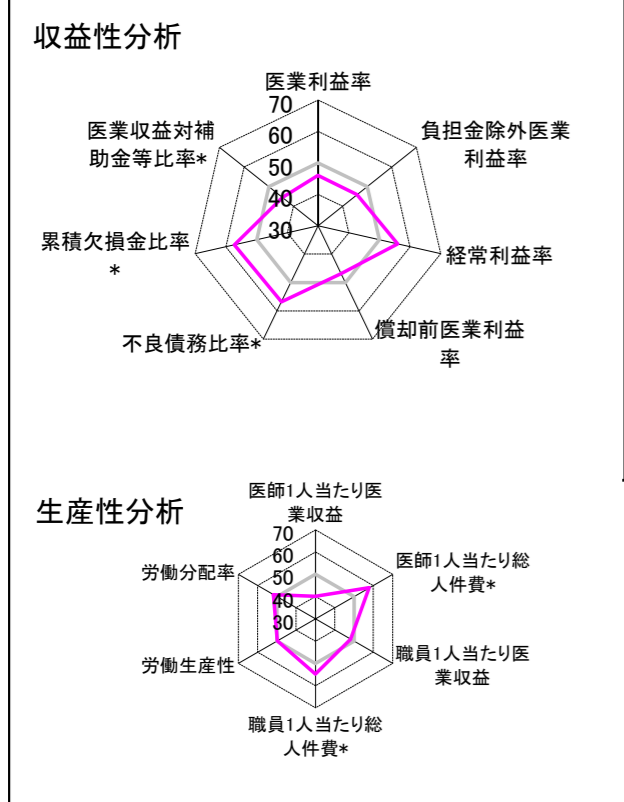 収益性分析
医業利益率
70
60
50
40
30
負担金除外医業
利益率
経常利益率
償却前医業利益
率
不良債務比率*
累積欠損金比率
*
医業収益対補
助金等比率*
生産性分析
医師1人当たり医
業収益
70
60
50
40
30
医師1人当たり総
人件費*
職員1人当たり医
業収益
職員1人当たり総
人件費*
労働生産性
労働分配率